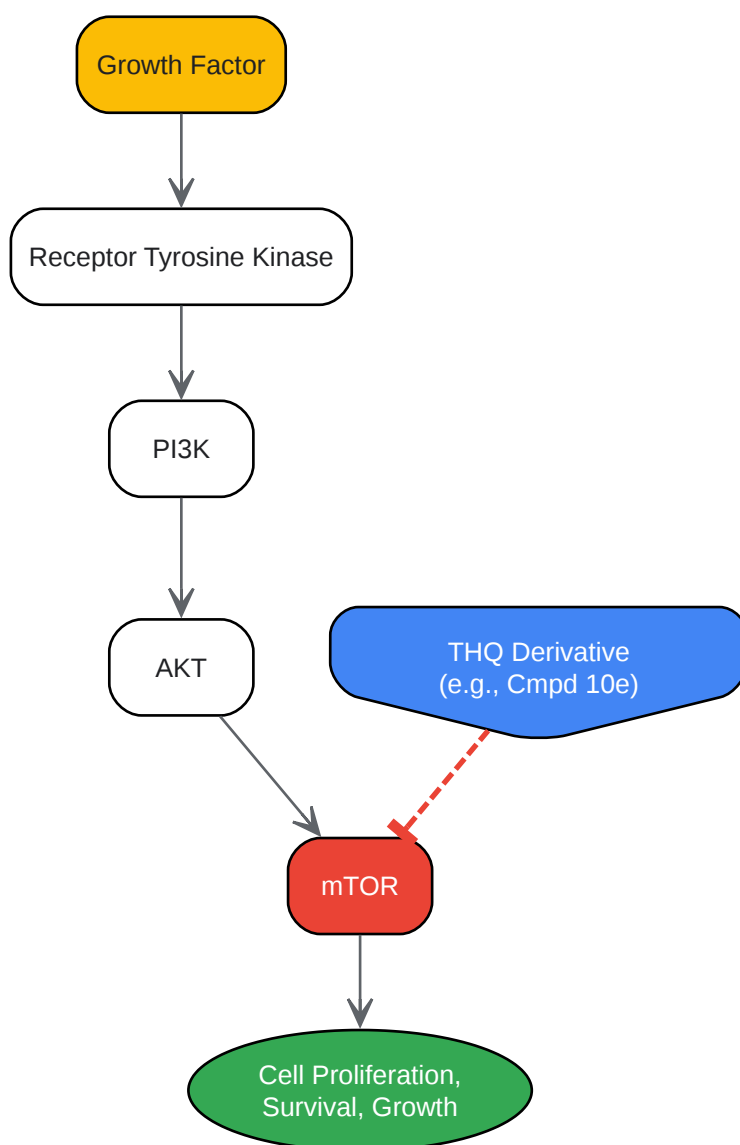 Growth Factor
Receptor Tyrosine Kinase
PI3K
AKT
THQ Derivative
(e.g., Cmpd 10e)
mTOR
Cell Proliferation,
Survival, Growth